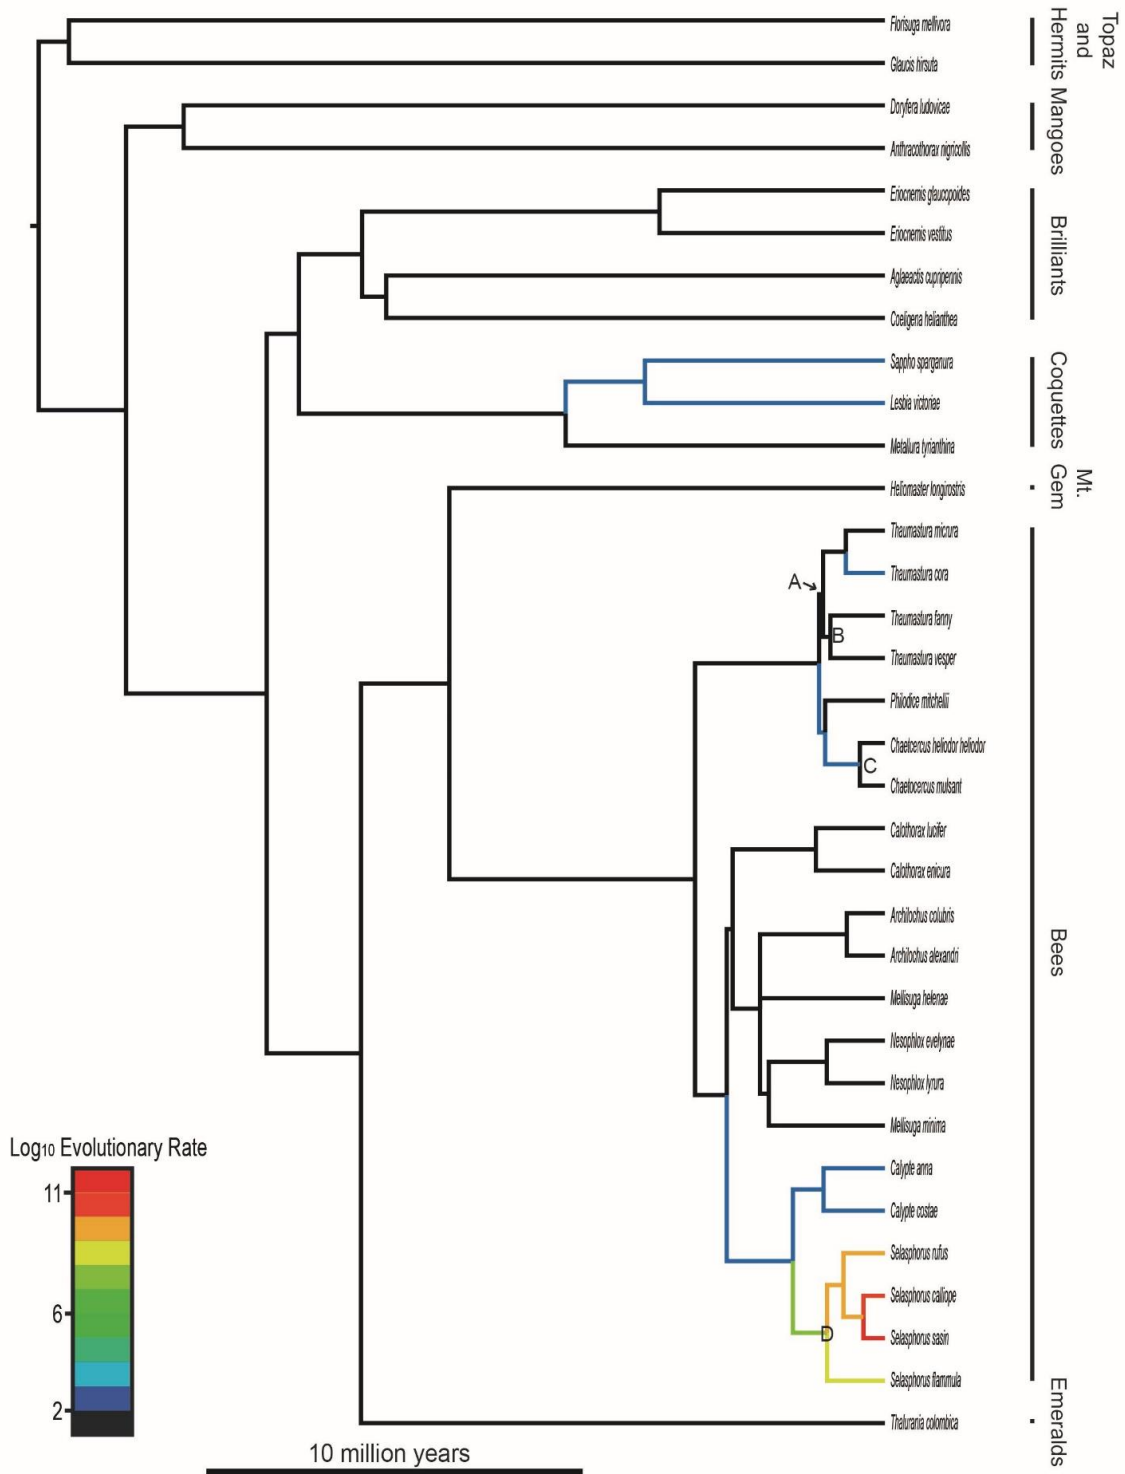 Florisuga mellivora
Glaucis hirsuta
Topaz
and
Hermits
Doryfera ludovicae
Anthracothorax nigricollis
Mangoes
Eriocnemis glaucopoides
Eriocnemis vestitus
Aglaeactis cupripennis
Coeligena helianthea
Brilliants
Sappho sparganura
Lesbia victoriae
Metallura tyrianthina
Coquettes
Heliomaster longirostris
Mt.
Gem
Thaumastura micrura
Thaumastura cora
A
Thaumastura fanny
B
Thaumastura vesper
Philodice mitchellii
Chaetcercus heliodor heliodor
C
Chaetocercus mulsant
Calothorax lucifer
Calothorax enicura
Archilochus colubris
Archilochus alexandri
Bees
Mellisuga helenae
Nesophlox evelynae
Nesophlox lyrura
Mellisuga minima
Calypte anna
Calypte costae
Selasphorus rufus
Selasphorus calliope
D
Selasphorus sasin
Selasphorus flammula
Thalurania colombica
Emeralds
Log10 Evolutionary Rate
11
6
2
10 million years